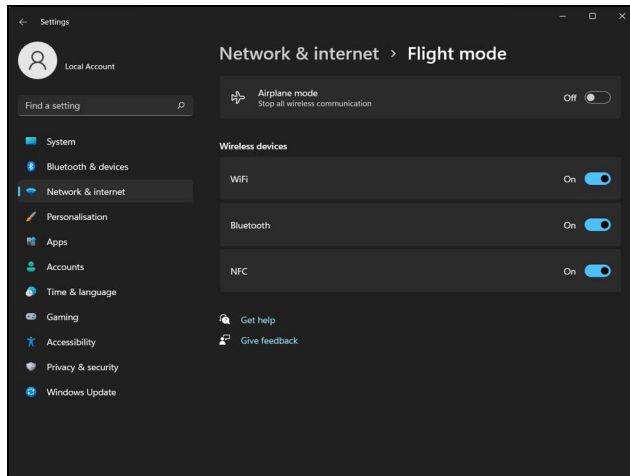 Settings
Local Account
Find a setting
System
Bluetooth & devices
Network & internet
Personalisation
Apps
Accounts
Time & language
Gaming
Accessibility
Privacy & security
Windows Update
Network & internet > Flight mode
Airplane mode
Stop all wireless communication
Off
Wireless devices
WiFi On
Bluetooth On
NFC On
Get help
Give feedback